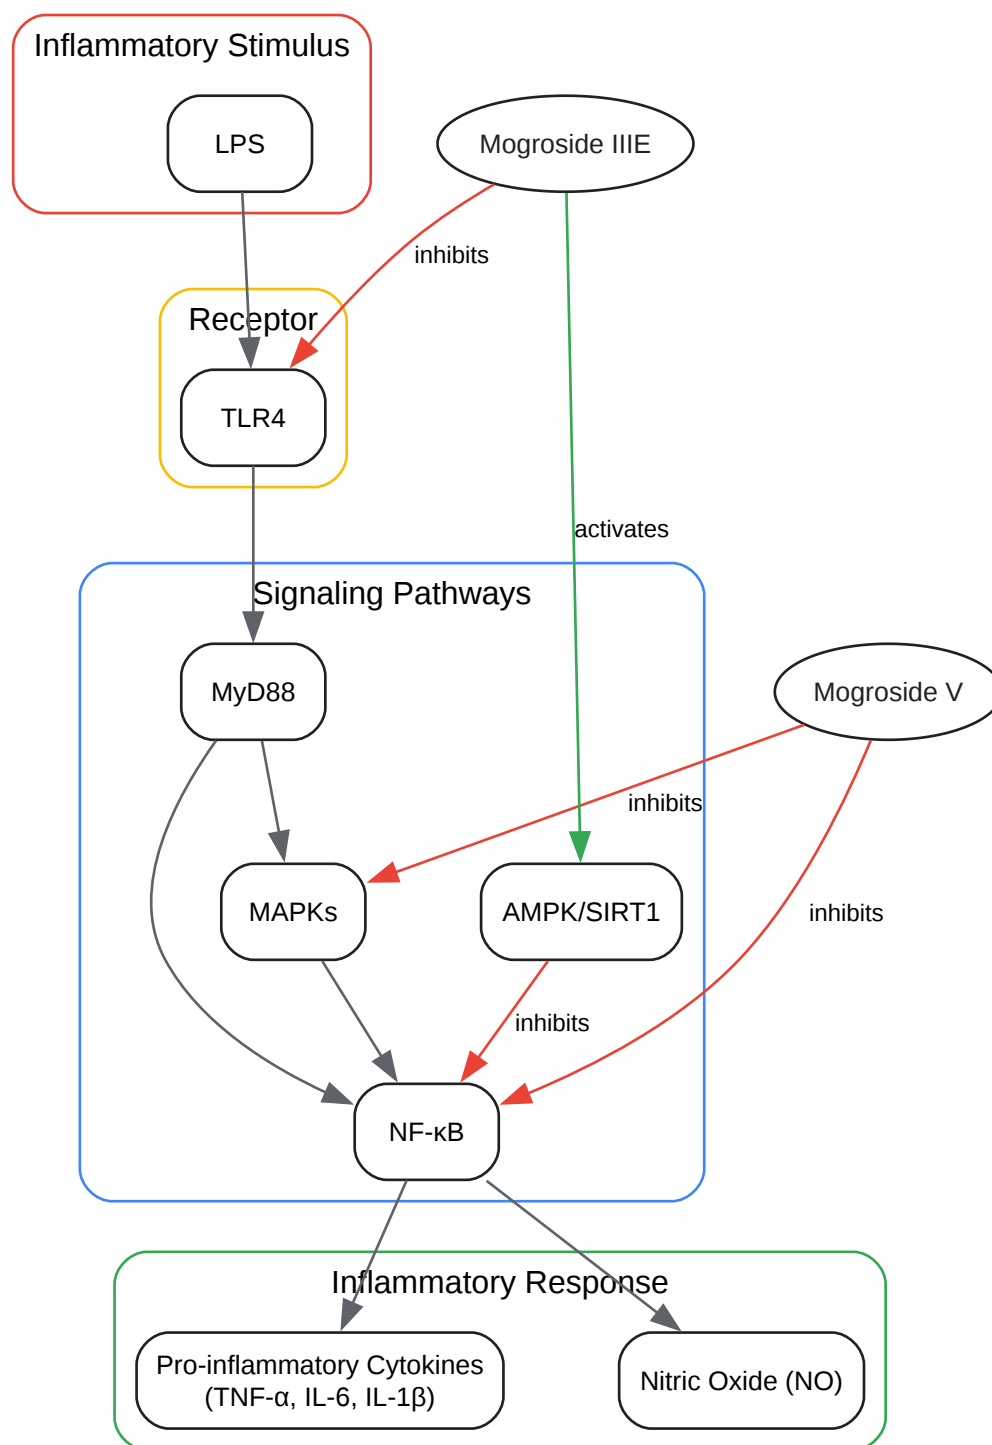 Inflammatory Stimulus
LPS
Mogroside IIIE
inhibits
Receptor
TLR4
activates
Signaling Pathways
MyD88
Mogroside V
inhibits
MAPKs
AMPK/SIRT1
inhibits
inhibits
NF-κB
Inflammatory Response
Pro-inflammatory Cytokines
(TNF-α, IL-6, IL-1β)
Nitric Oxide (NO)